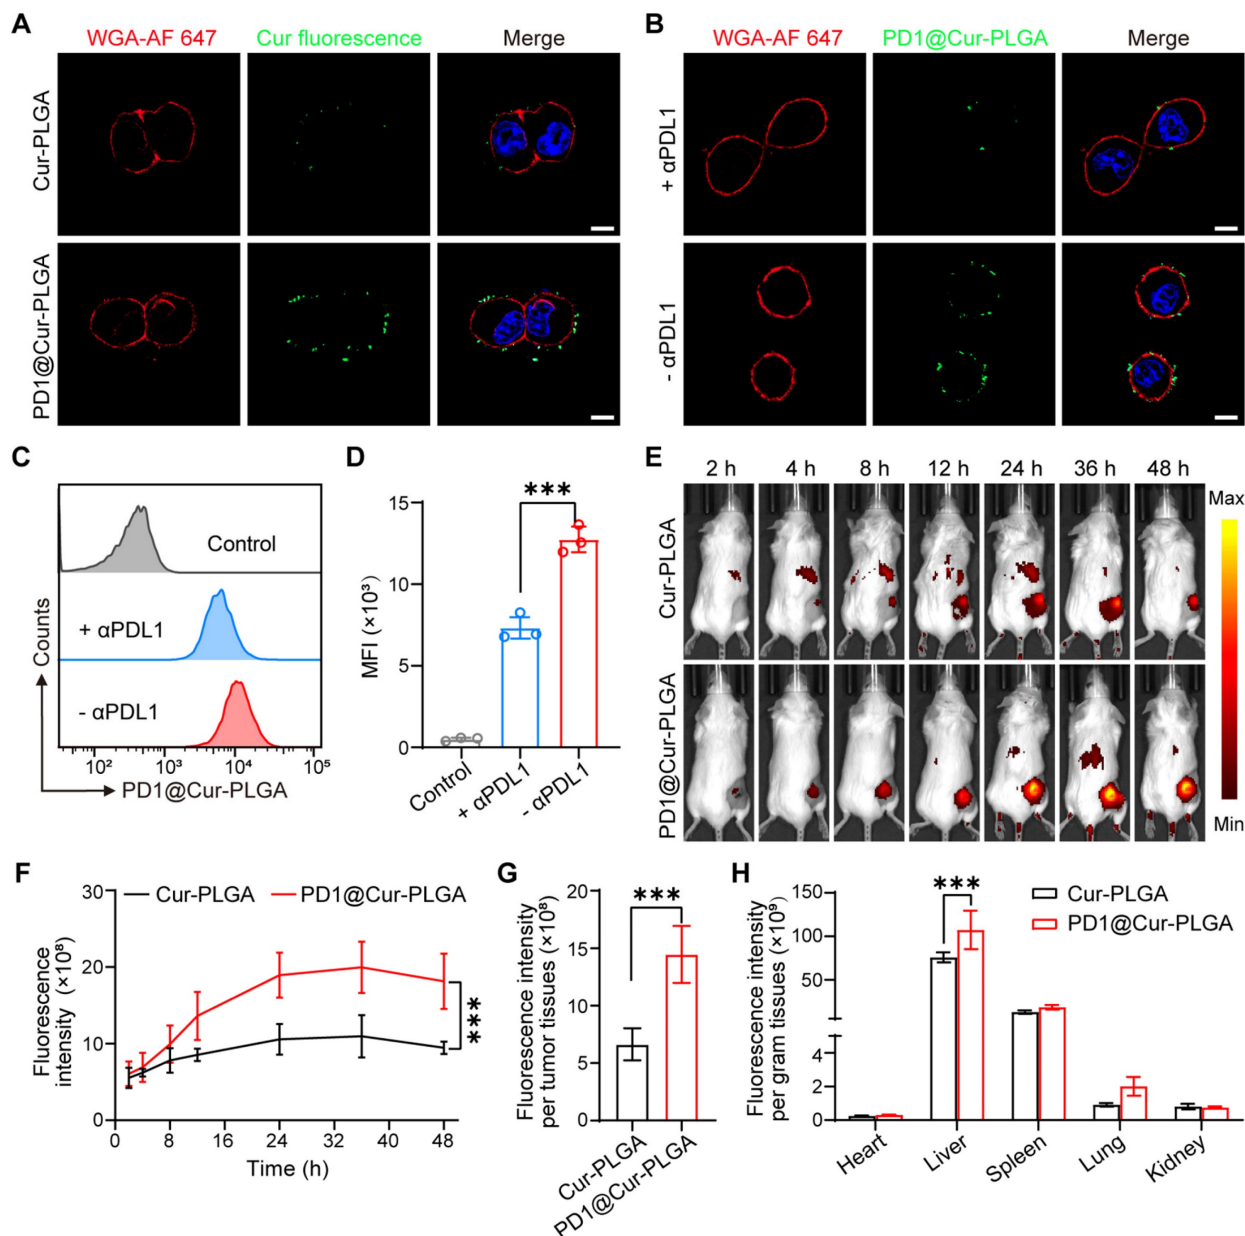 A
WGA-AF 647
Cur fluorescence
Merge
Cur-PLGA
PD1@Cur-PLGA
B
WGA-AF 647
PD1@Cur-PLGA
Merge
+ αPDL1
- αPDL1
C
Control
+ αPDL1
- αPDL1
Counts
10² 10³ 10⁴ 10⁵
PD1@Cur-PLGA
D
***
15
10
5
0
MFI (×10³)
Control
+ αPDL1
- αPDL1
E
2 h 4 h 8 h 12 h 24 h 36 h 48 h
Cur-PLGA
PD1@Cur-PLGA
Max
Min
F
Cur-PLGA
PD1@Cur-PLGA
30
20
10
0
Fluorescence
intensity (×10⁸)
***
0 8 16 24 32 40 48
Time (h)
G
***
20
15
10
5
0
Fluorescence intensity
per tumor tissues (×10⁸)
Cur-PLGA
PD1@Cur-PLGA
H
***
Cur-PLGA
PD1@Cur-PLGA
150
100
50
4
2
0
Fluorescence intensity
per gram tissues (×10⁹)
Heart
Liver
Spleen
Lung
Kidney